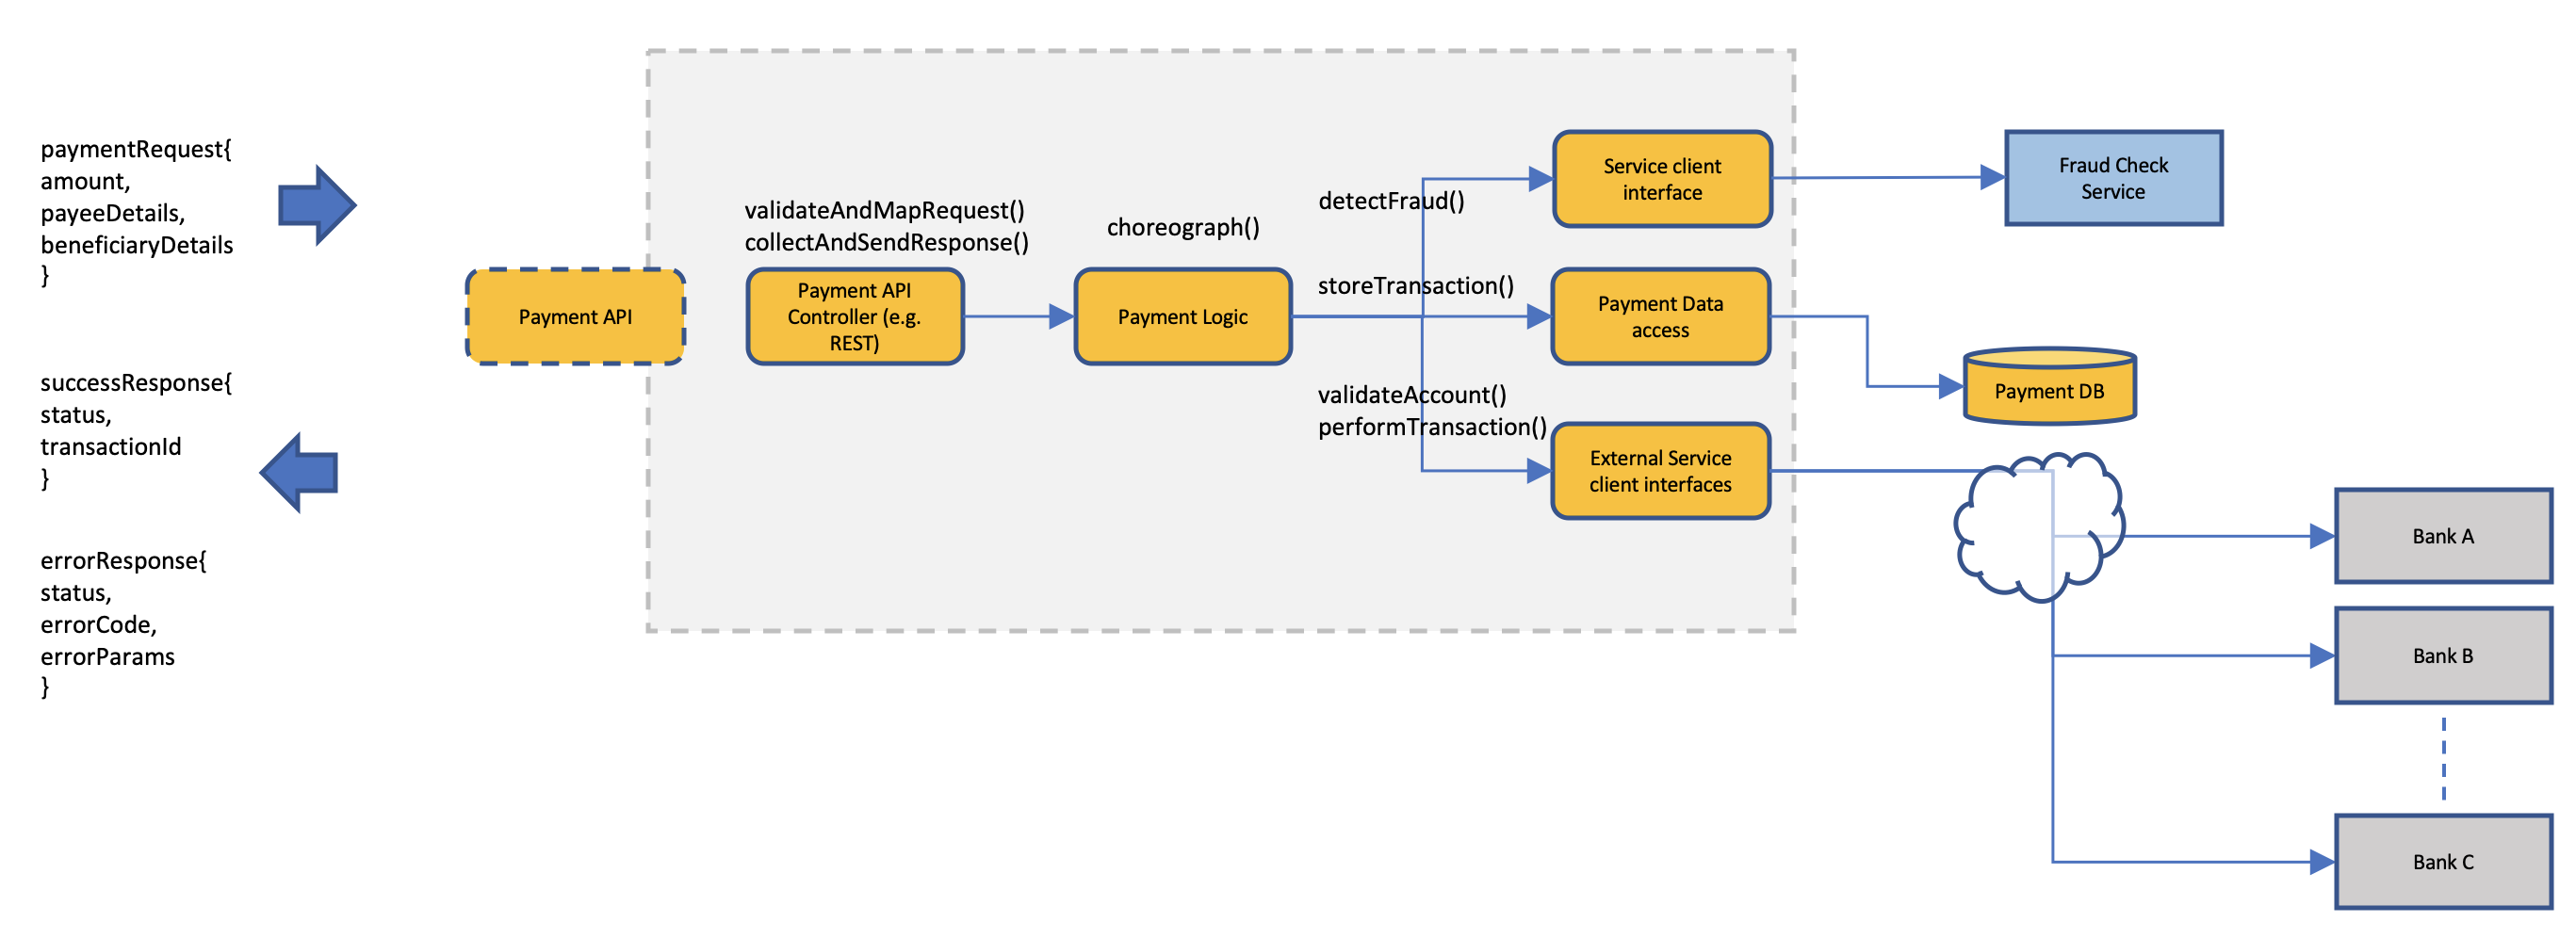 paymentRequest{
amount,
payeeDetails,
beneficiaryDetails
}
successResponse{
status,
transactionId
}
errorResponse{
status,
errorCode,
errorParams
}
Payment API
validateAndMapRequest()
collectAndSendResponse()
Payment API
Controller (e.g.
REST)
choreograph()
Payment Logic
detectFraud()
storeTransaction()
validateAccount()
performTransaction()
Service client
interface
Payment Data
access
External Service
client interfaces
Fraud Check
Service
Payment DB
Bank A
Bank B
Bank C